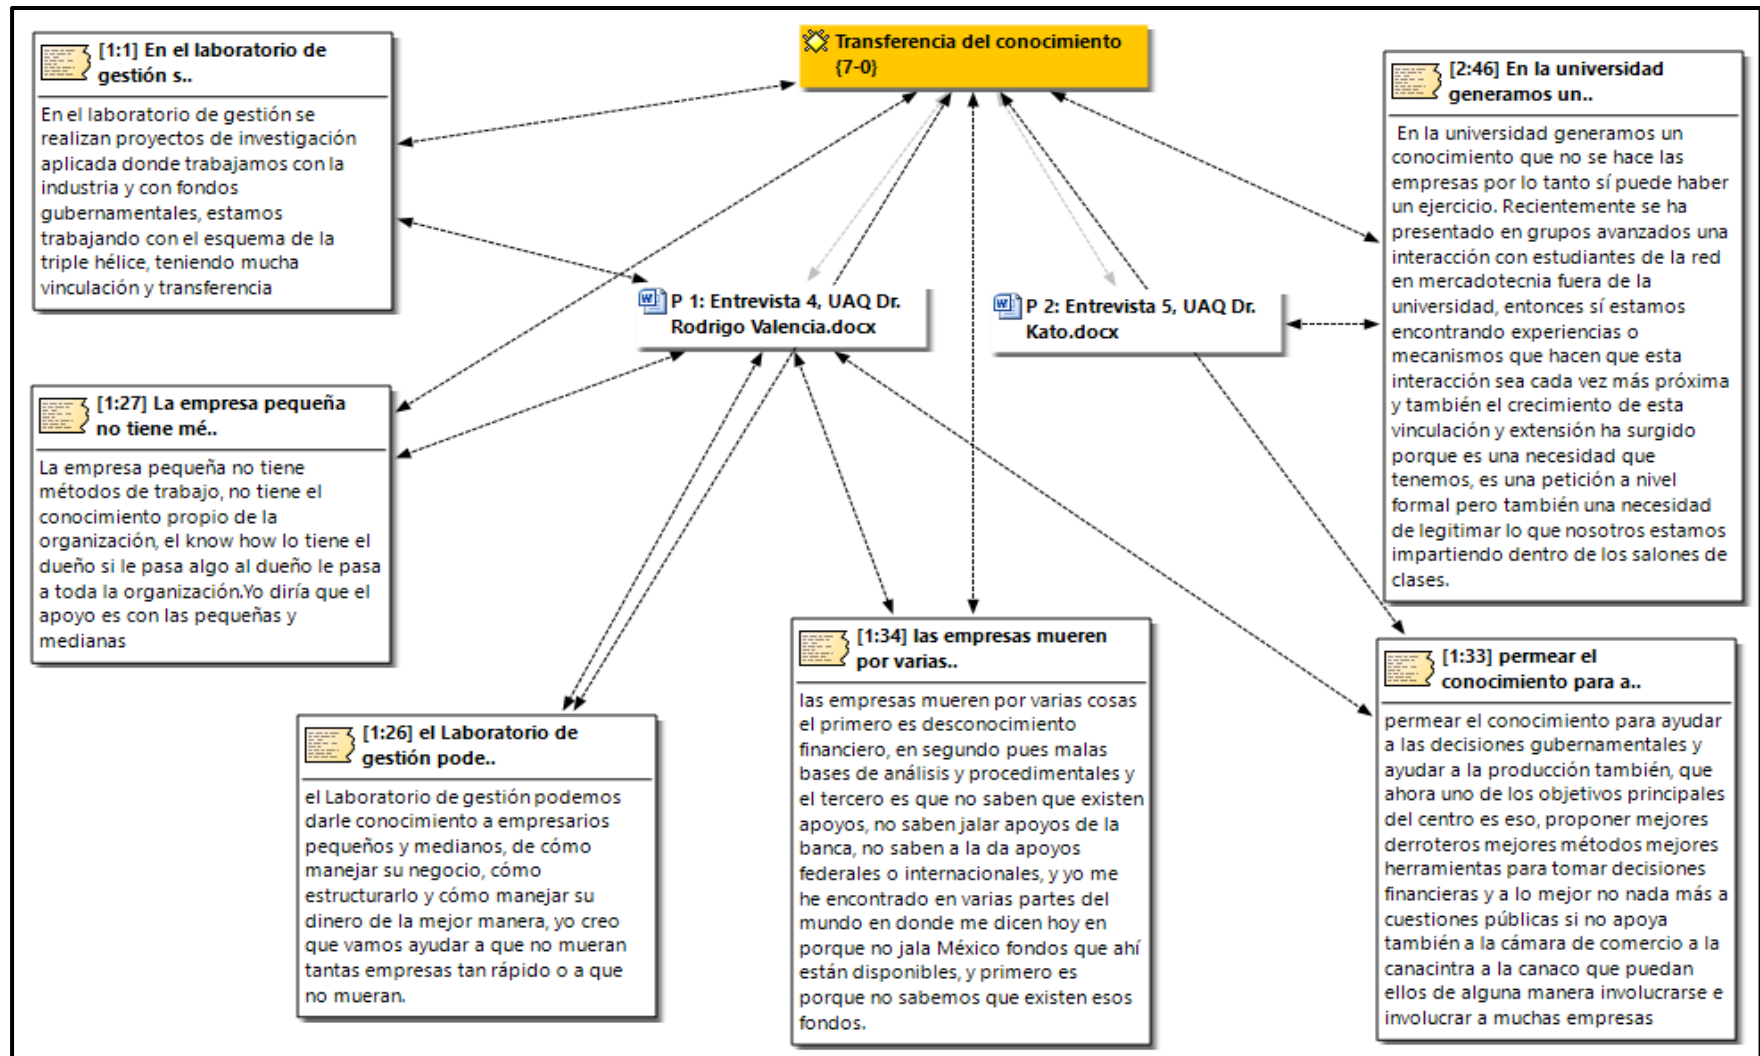 Transferencia del conocimiento
{7-0}
[1:1] En el laboratorio de
gestión s..
En el laboratorio de gestión se
realizan proyectos de investigación
aplicada donde trabajamos con la
industria y con fondos
gubernamentales, estamos
trabajando con el esquema de la
triple hélice, teniendo mucha
vinculación y transferencia
[2:46] En la universidad
generamos un..
En la universidad generamos un
conocimiento que no se hace las
empresas por lo tanto sí puede haber
un ejercicio. Recientemente se ha
presentado en grupos avanzados una
interacción con estudiantes de la red
en mercadotecnia fuera de la
universidad, entonces sí estamos
encontrando experiencias o
mecanismos que hacen que esta
interacción sea cada vez más próxima
y también el crecimiento de esta
vinculación y extensión ha surgido
porque es una necesidad que
tenemos, es una petición a nivel
formal pero también una necesidad
de legitimar lo que nosotros estamos
impartiendo dentro de los salones de
clases.
P 1: Entrevista 4, UAQ Dr.
Rodrigo Valencia.docx
P 2: Entrevista 5, UAQ Dr.
Kato.docx
[1:27] La empresa pequeña
no tiene mé..
La empresa pequeña no tiene
métodos de trabajo, no tiene el
conocimiento propio de la
organización, el know how lo tiene el
dueño si le pasa algo al dueño le pasa
a toda la organización.Yo diría que el
apoyo es con las pequeñas y
medianas
[1:26] el Laboratorio de
gestión pode..
el Laboratorio de gestión podemos
darle conocimiento a empresarios
pequeños y medianos, de cómo
manejar su negocio, cómo
estructurarlo y cómo manejar su
dinero de la mejor manera, yo creo
que vamos ayudar a que no mueran
tantas empresas tan rápido o a que
no mueran.
[1:34] las empresas mueren
por varias..
las empresas mueren por varias cosas
el primero es desconocimiento
financiero, en segundo pues malas
bases de análisis y procedimentales y
el tercero es que no saben que existen
apoyos, no saben jalar apoyos de la
banca, no saben a la da apoyos
federales o internacionales, y yo me
he encontrado en varias partes del
mundo en donde me dicen hoy en
porque no jala México fondos que ahí
están disponibles, y primero es
porque no sabemos que existen esos
fondos.
[1:33] permear el
conocimiento para a..
permear el conocimiento para ayudar
a las decisiones gubernamentales y
ayudar a la producción también, que
ahora uno de los objetivos principales
del centro es eso, proponer mejores
derroteros mejores métodos mejores
herramientas para tomar decisiones
financieras y a lo mejor no nada más a
cuestiones públicas si no apoya
también a la cámara de comercio a la
canacintra a la canaco que puedan
ellos de alguna manera involucrarse e
involucrar a muchas empresas